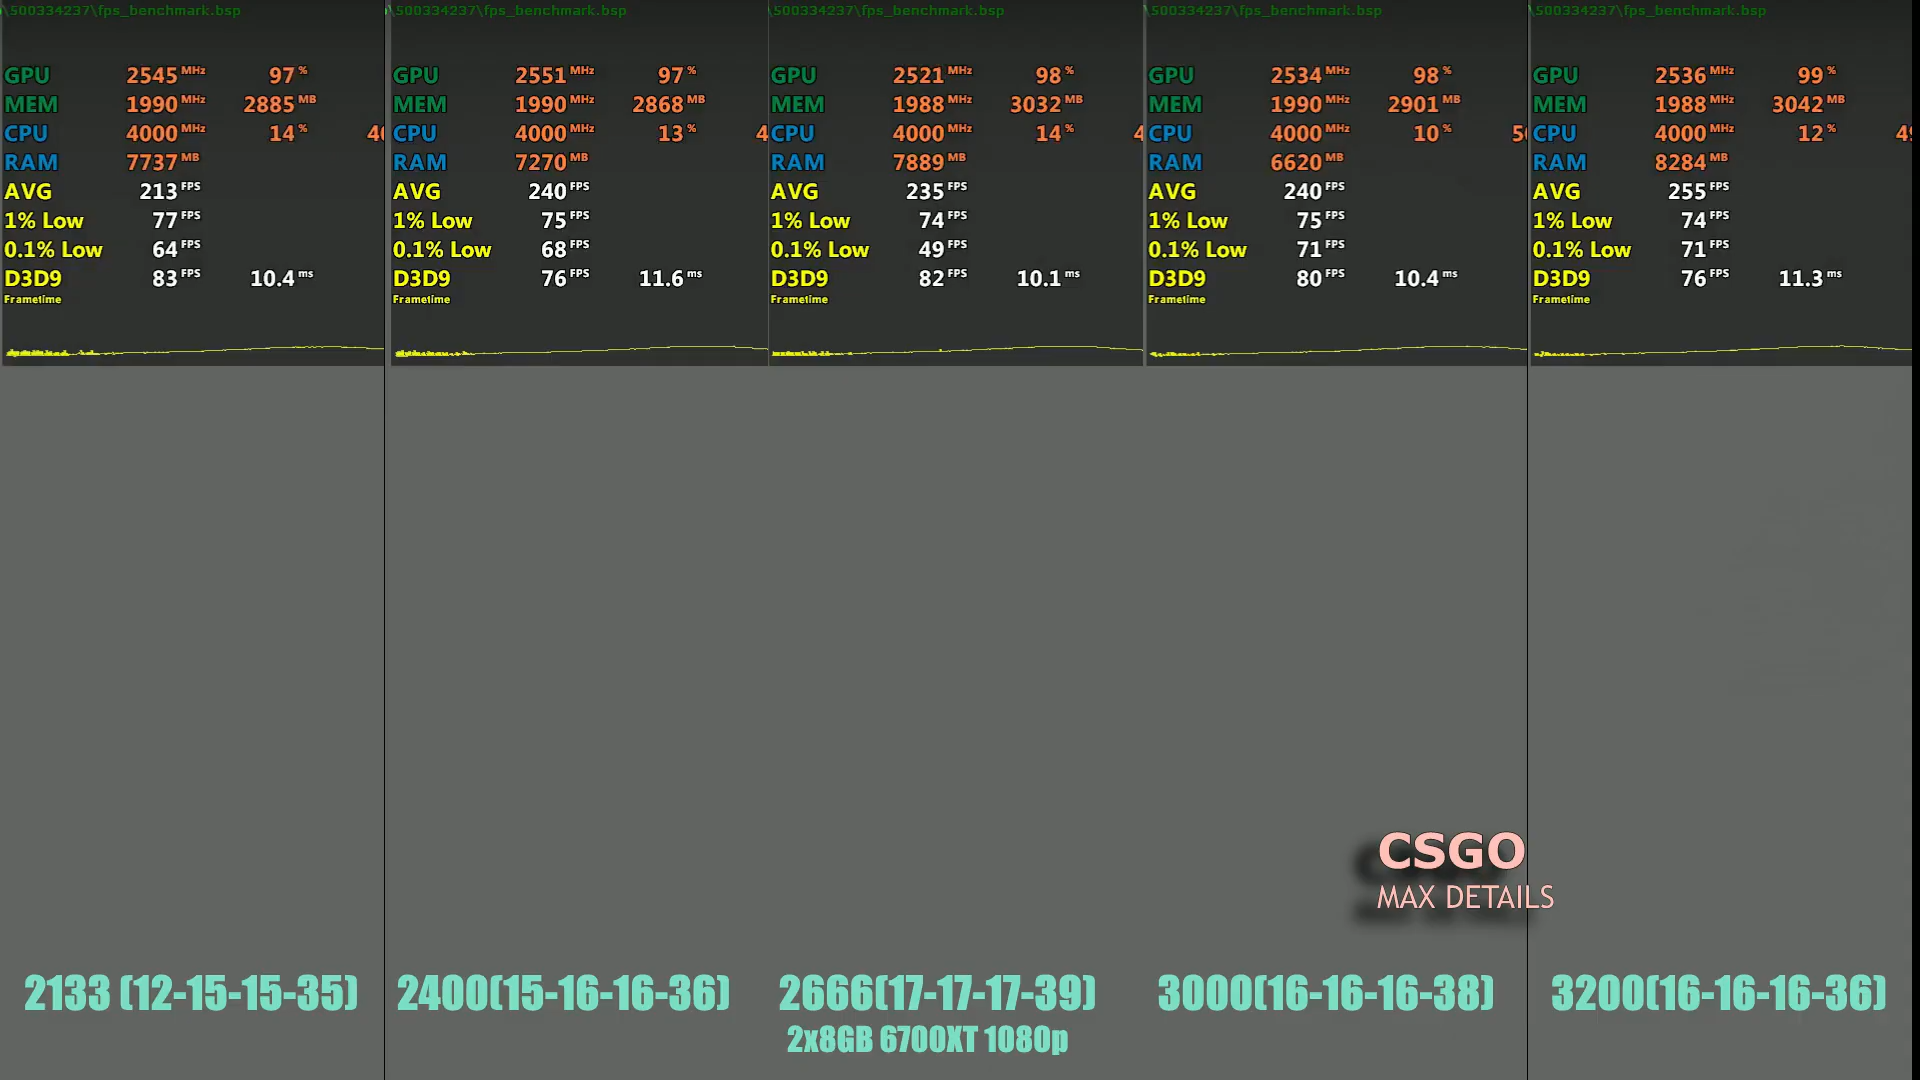 \500334237\fps_benchmark.bsp
GPU 2545 MHz 97 %
MEM 1990 MHz 2885 MB
CPU 4000 MHz 14 %
RAM 7737 MB
AVG 213 FPS
1% Low 77 FPS
0.1% Low 64 FPS
D3D9 83 FPS 10.4 ms
Frametime
2133 (12-15-15-35)
\500334237\fps_benchmark.bsp
GPU 2551 MHz 97 %
MEM 1990 MHz 2868 MB
CPU 4000 MHz 13 %
RAM 7270 MB
AVG 240 FPS
1% Low 75 FPS
0.1% Low 68 FPS
D3D9 76 FPS 11.6 ms
Frametime
2400(15-16-16-36)
\500334237\fps_benchmark.bsp
GPU 2521 MHz 98 %
MEM 1988 MHz 3032 MB
CPU 4000 MHz 14 %
RAM 7889 MB
AVG 235 FPS
1% Low 74 FPS
0.1% Low 49 FPS
D3D9 82 FPS 10.1 ms
Frametime
2666(17-17-17-39)
2x8GB 6700XT 1080p
\500334237\fps_benchmark.bsp
GPU 2534 MHz 98 %
MEM 1990 MHz 2901 MB
CPU 4000 MHz 10 %
RAM 6620 MB
AVG 240 FPS
1% Low 75 FPS
0.1% Low 71 FPS
D3D9 80 FPS 10.4 ms
Frametime
CSGO
MAX DETAILS
3000(16-16-16-38)
\500334237\fps_benchmark.bsp
GPU 2536 MHz 99 %
MEM 1988 MHz 3042 MB
CPU 4000 MHz 12 %
RAM 8284 MB
AVG 255 FPS
1% Low 74 FPS
0.1% Low 71 FPS
D3D9 76 FPS 11.3 ms
Frametime
3200(16-16-16-36)